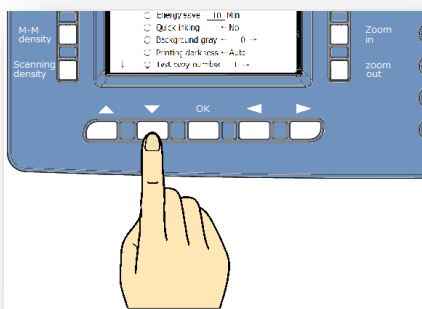 Energy save 10 Min
Quick inking ← No
Background gray ← 0 →
Printing darkness ← Auto
↓ Test copy number 1 →
M-M
density
Scanning
density
Zoom
in
zoom
out
OK